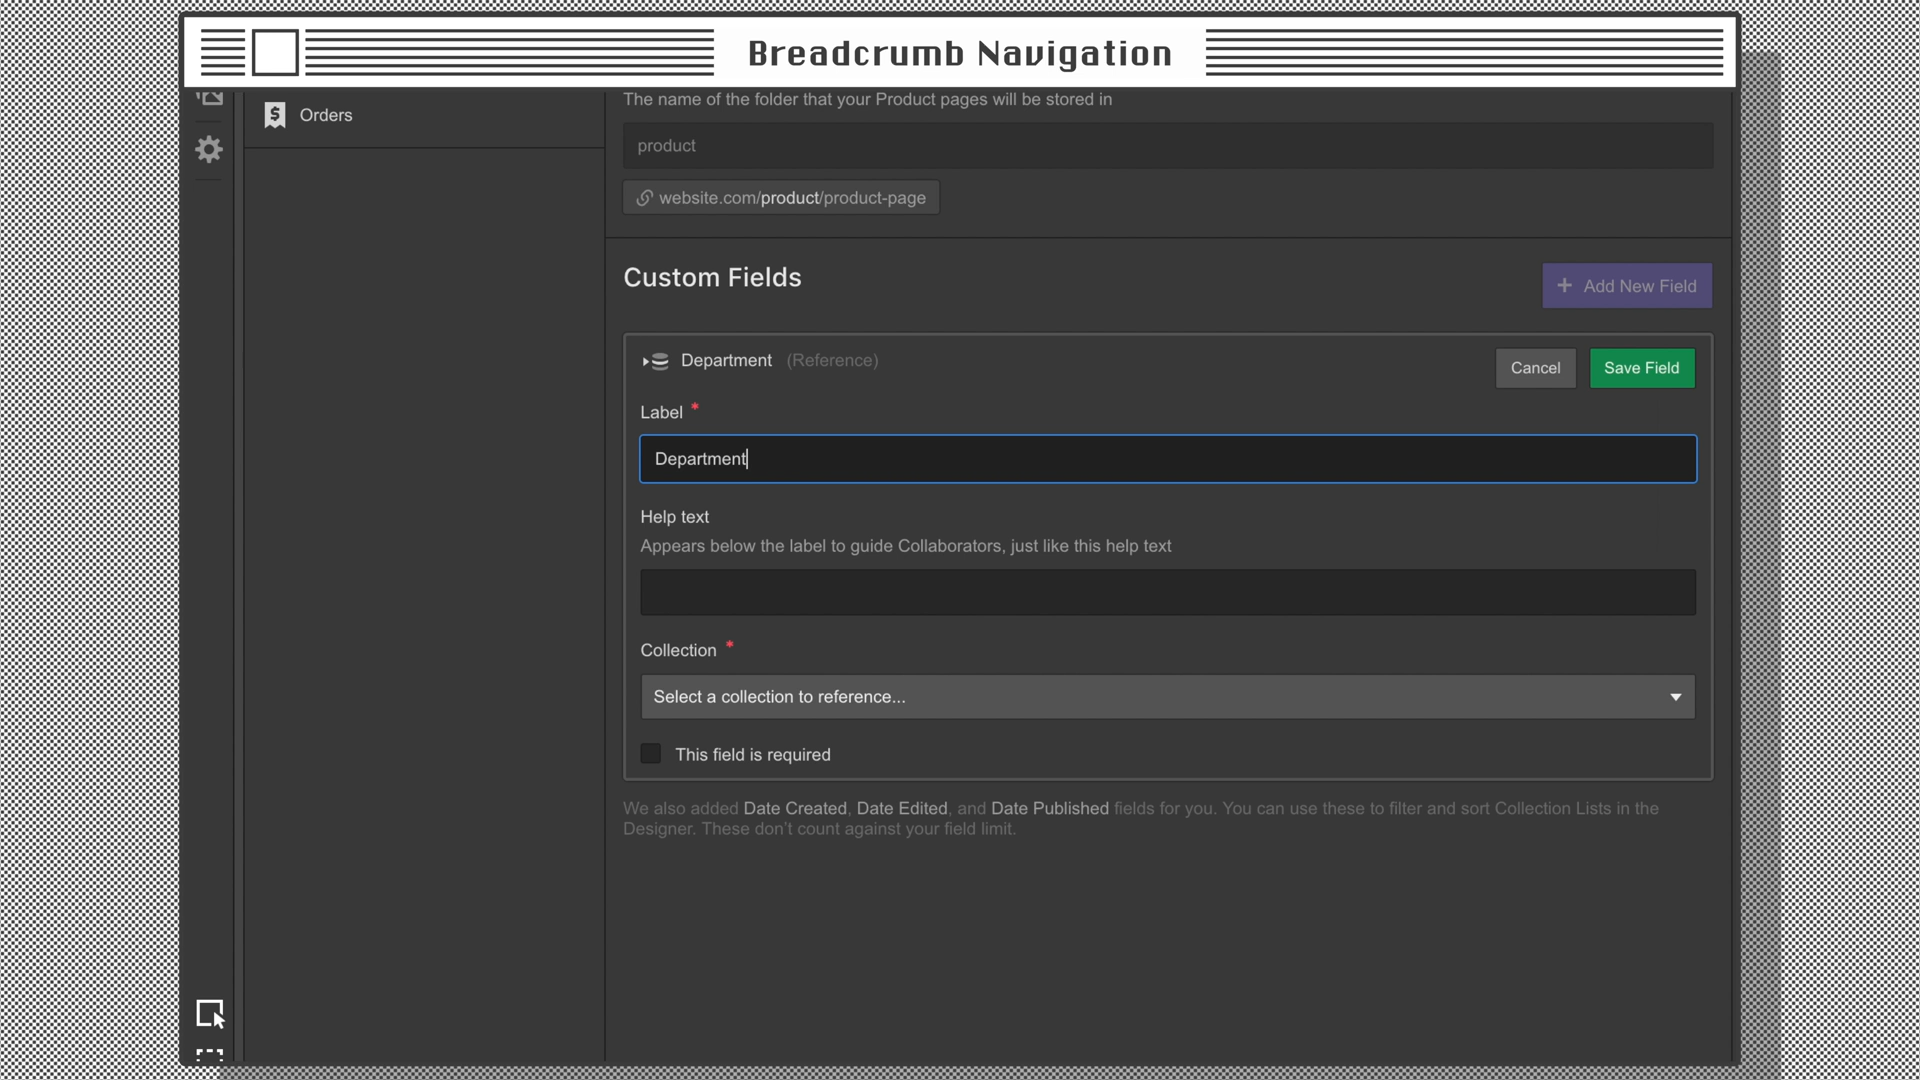 Breadcrumb Navigation
Orders
The name of the folder that your Product pages will be stored in
product
website.com/product/product-page
Custom Fields
+ Add New Field
Department (Reference)
Cancel
Save Field
Label *
Department
Help text
Appears below the label to guide Collaborators, just like this help text
Collection *
Select a collection to reference...
This field is required
We also added Date Created, Date Edited, and Date Published fields for you. You can use these to filter and sort Collection Lists in the
Designer. These don't count against your field limit.